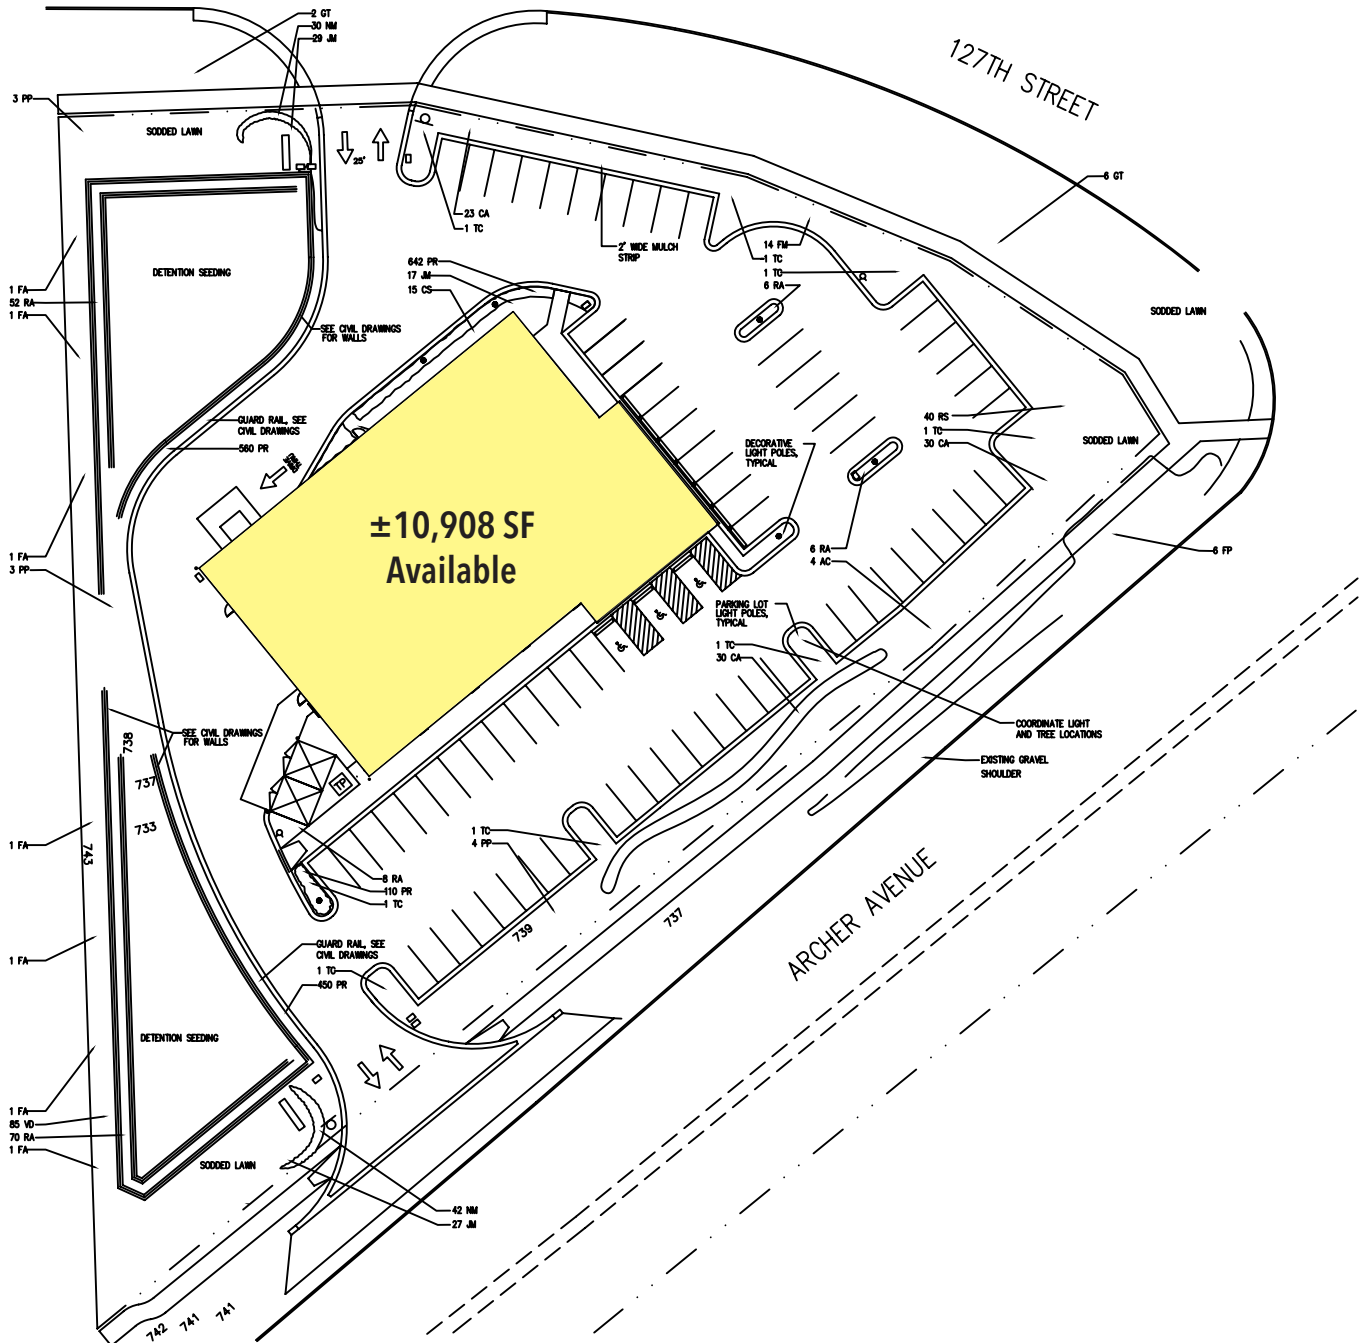 2 GT
30 NM
29 JM
127TH STREET
3 PP
SODDED LAWN
25'
6 GT
23 CA
1 TC
2' WIDE MULCH
STRIP
14 FM
1 TC
1 TC
6 RA
642 PR
17 JM
15 CS
DETENTION SEEDING
1 FA
52 RA
1 FA
SEE CIVIL DRAWINGS
FOR WALLS
SODDED LAWN
GUARD RAIL, SEE
CIVIL DRAWINGS
560 PR
40 RS
1 TC
30 CA
SODDED LAWN
DECORATIVE
LIGHT POLES,
TYPICAL
±10,908 SF
Available
1 FA
3 PP
6 RA
4 AC
6 FP
PARKING LOT
LIGHT POLES,
TYPICAL
1 TC
30 CA
COORDINATE LIGHT
AND TREE LOCATIONS
EXISTING GRAVEL
SHOULDER
SEE CIVIL DRAWINGS
FOR WALLS
738
737
733
743
TP
1 FA
1 TC
4 PP
8 RA
110 PR
1 TC
739
737
ARCHER AVENUE
1 FA
GUARD RAIL, SEE
CIVIL DRAWINGS
1 TC
450 PR
DETENTION SEEDING
1 FA
85 VD
70 RA
1 FA
SODDED LAWN
42 NM
27 JM
742
741
741